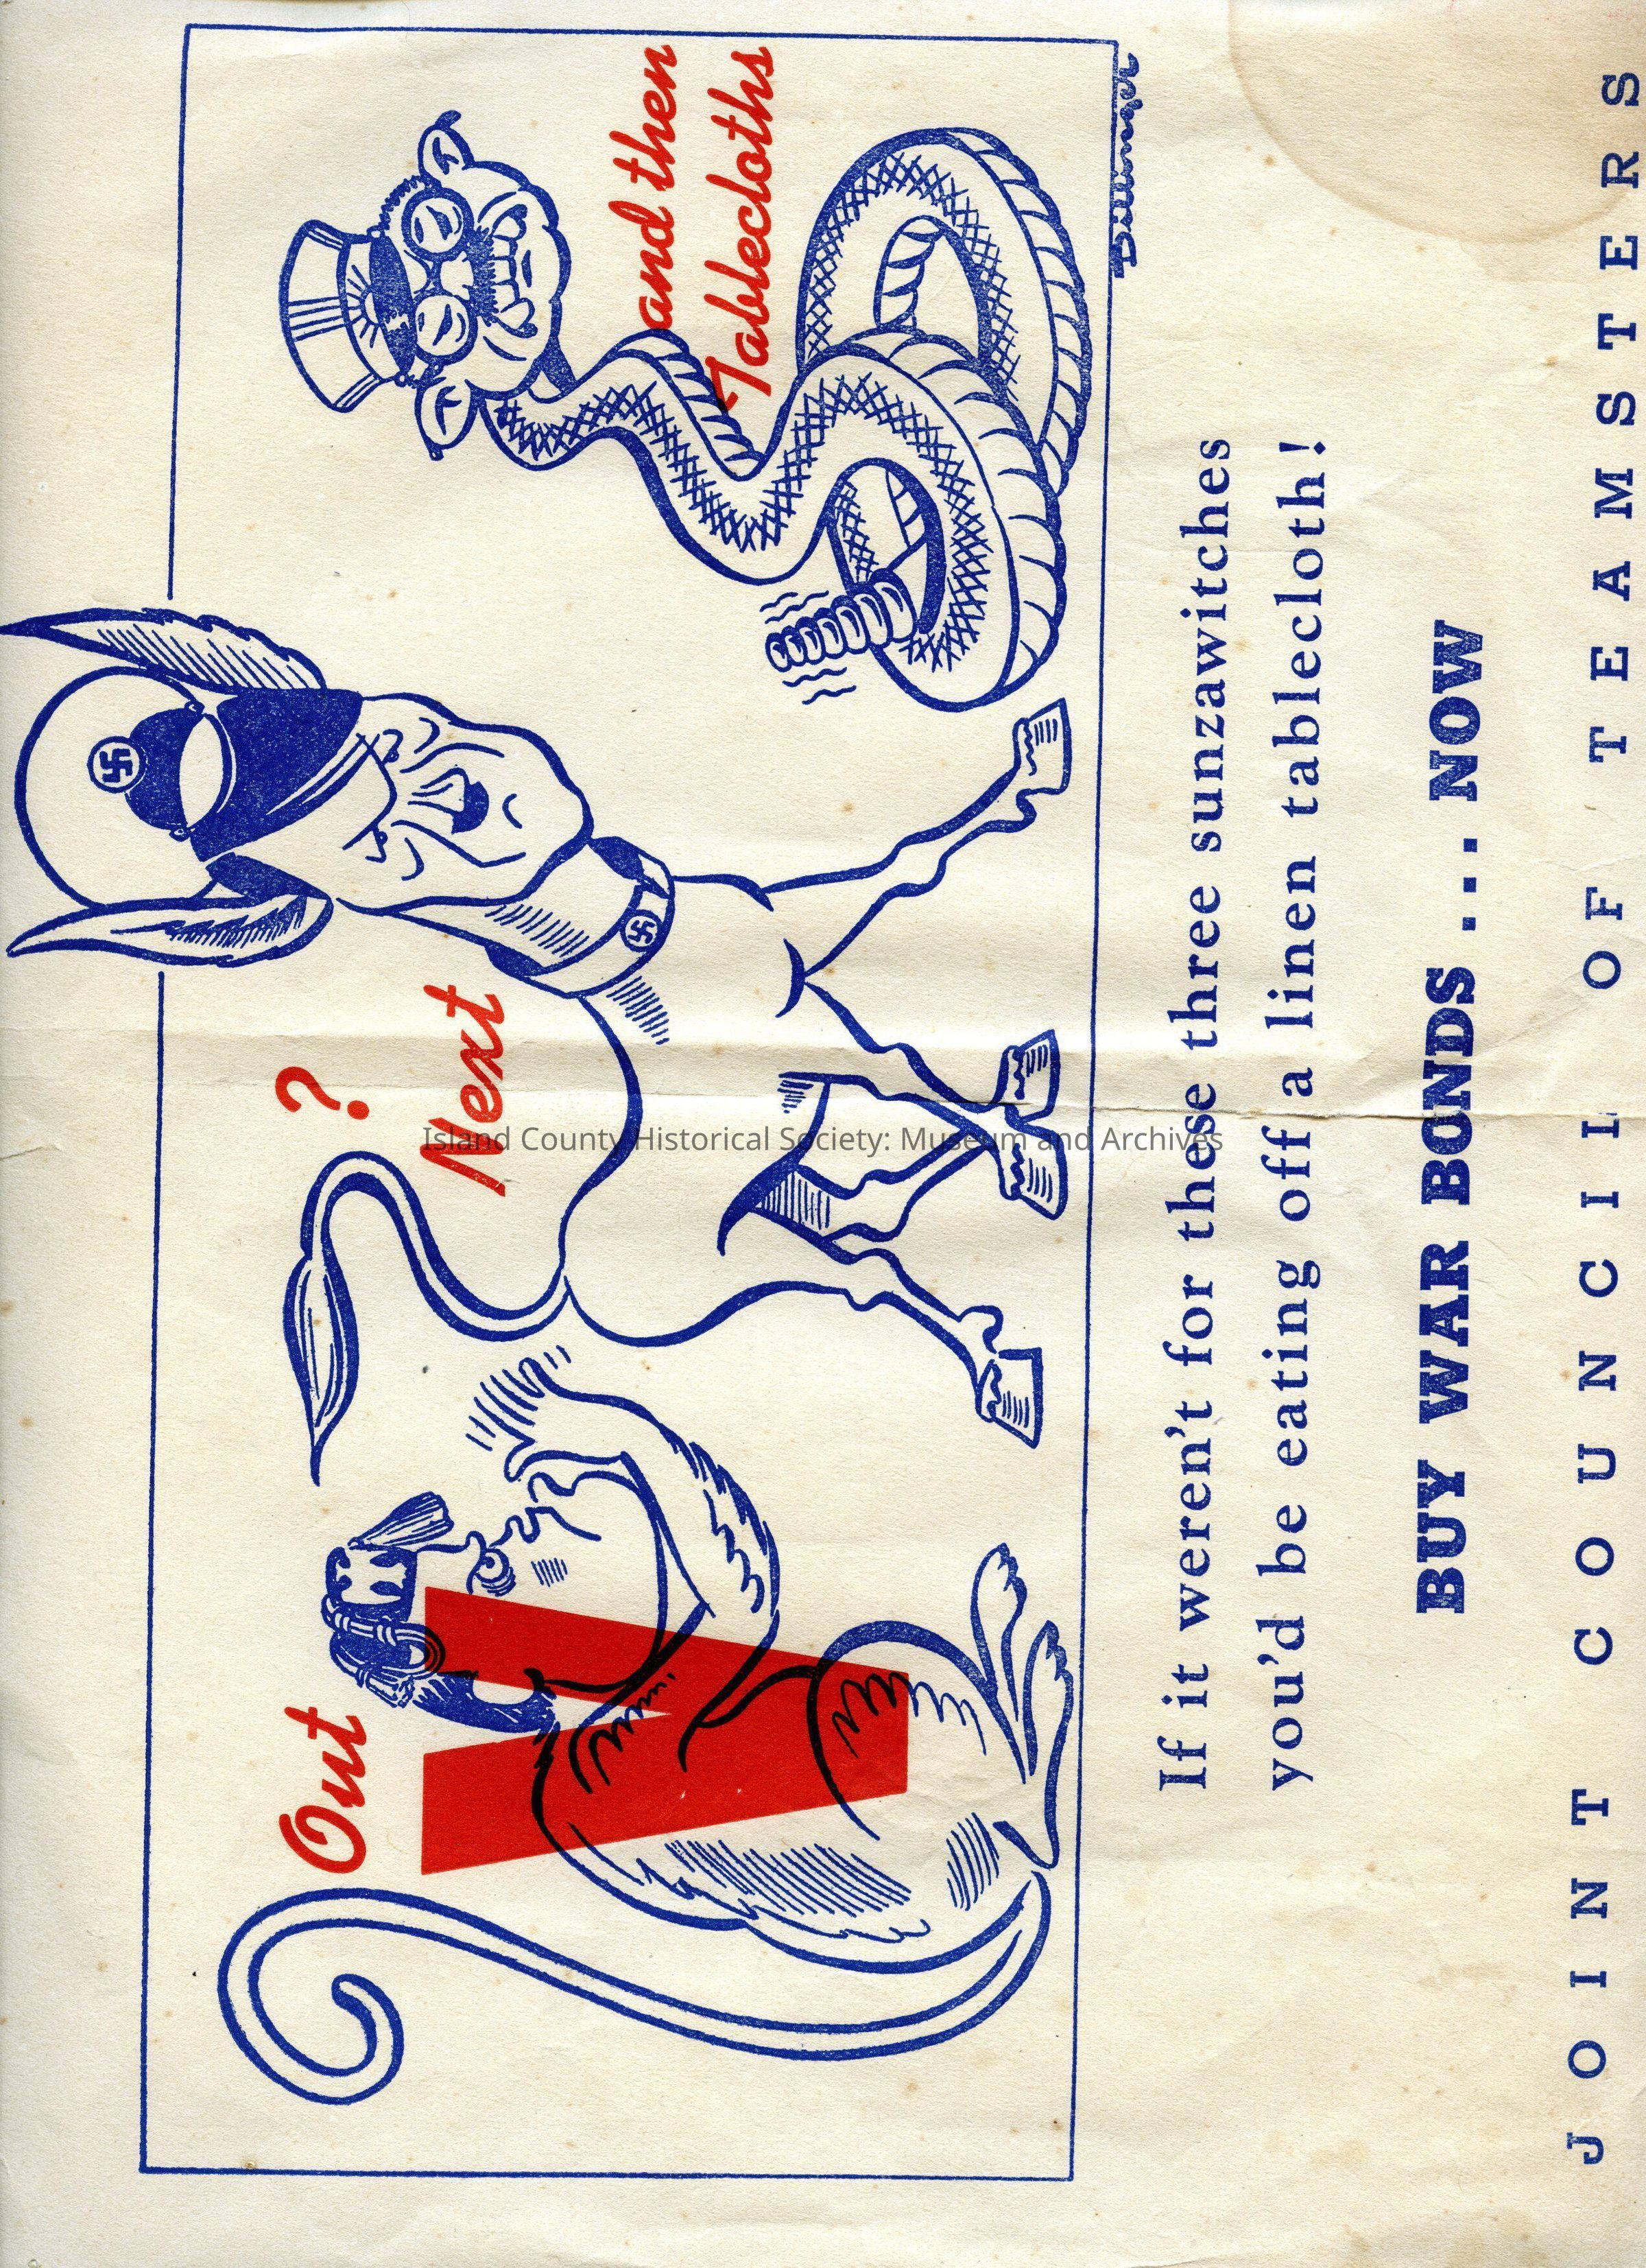 Out
?
Next
and then
Tablecloths
V
Dallinger
If it weren't for these three sunzawitches
you'd be eating off a linen tablecloth!
BUY WAR BONDS . . . NOW
JOINT COUNCIL OF TEAMSTERS
Island County Historical Society: Museum and Archives